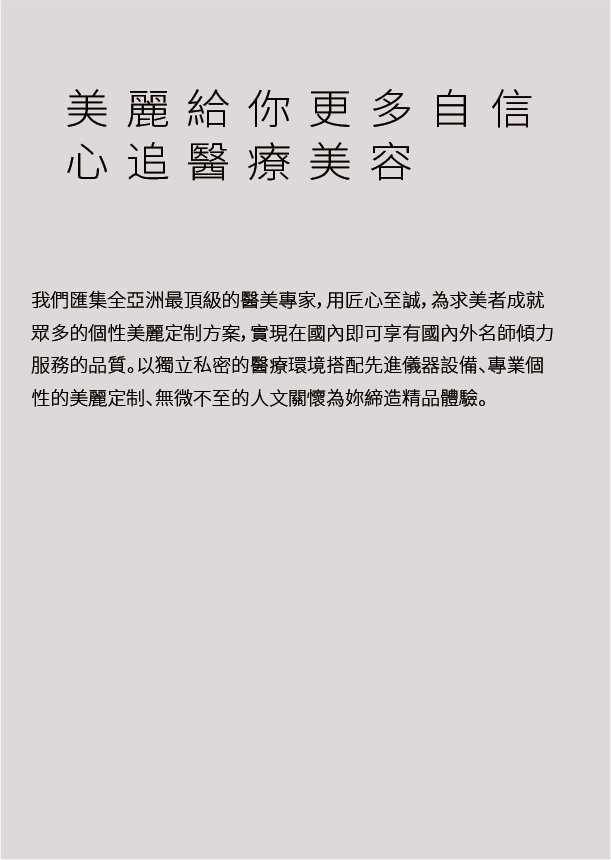 美麗給你更多自信
心追醫療美容
我們匯集全亞洲最頂級的醫美專家，用匠心至誠，為求美者成就
眾多的個性美麗定制方案，實現在國內即可享有國內外名師傾力
服務的品質。以獨立私密的醫療環境搭配先進儀器設備、專業個
性的美麗定制、無微不至的人文關懷為妳締造精品體驗。